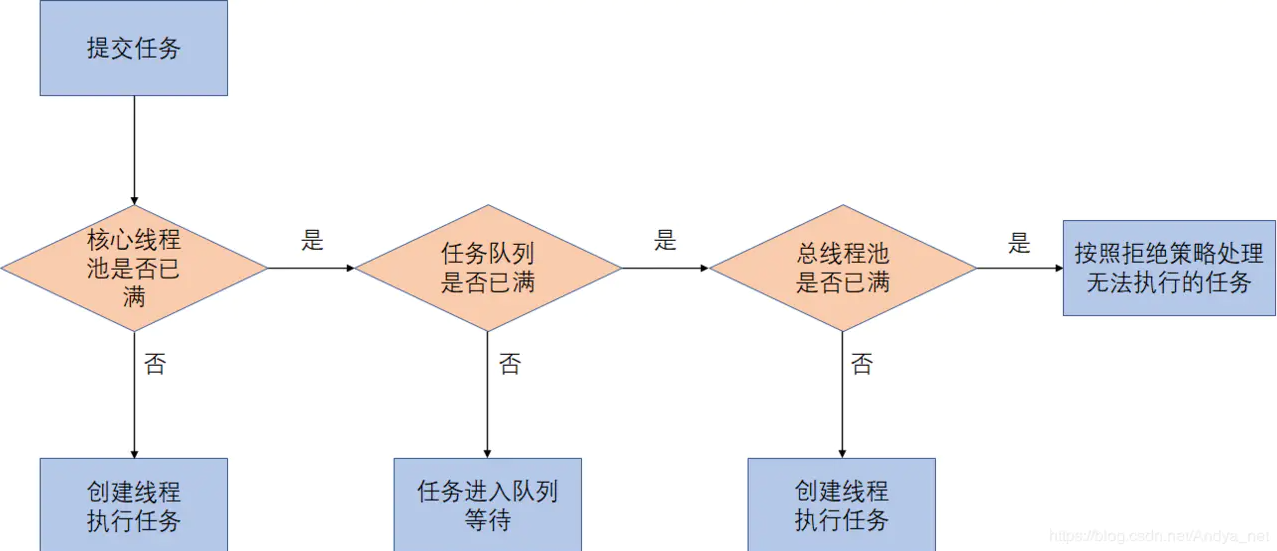 提交任务
核心线程
池是否已
满
是
任务队列
是否已满
是
总线程池
是否已满
是
按照拒绝策略处理
无法执行的任务
否
否
否
创建线程
执行任务
任务进入队列
等待
创建线程
执行任务
https://blog.csdn.net/Andya_net